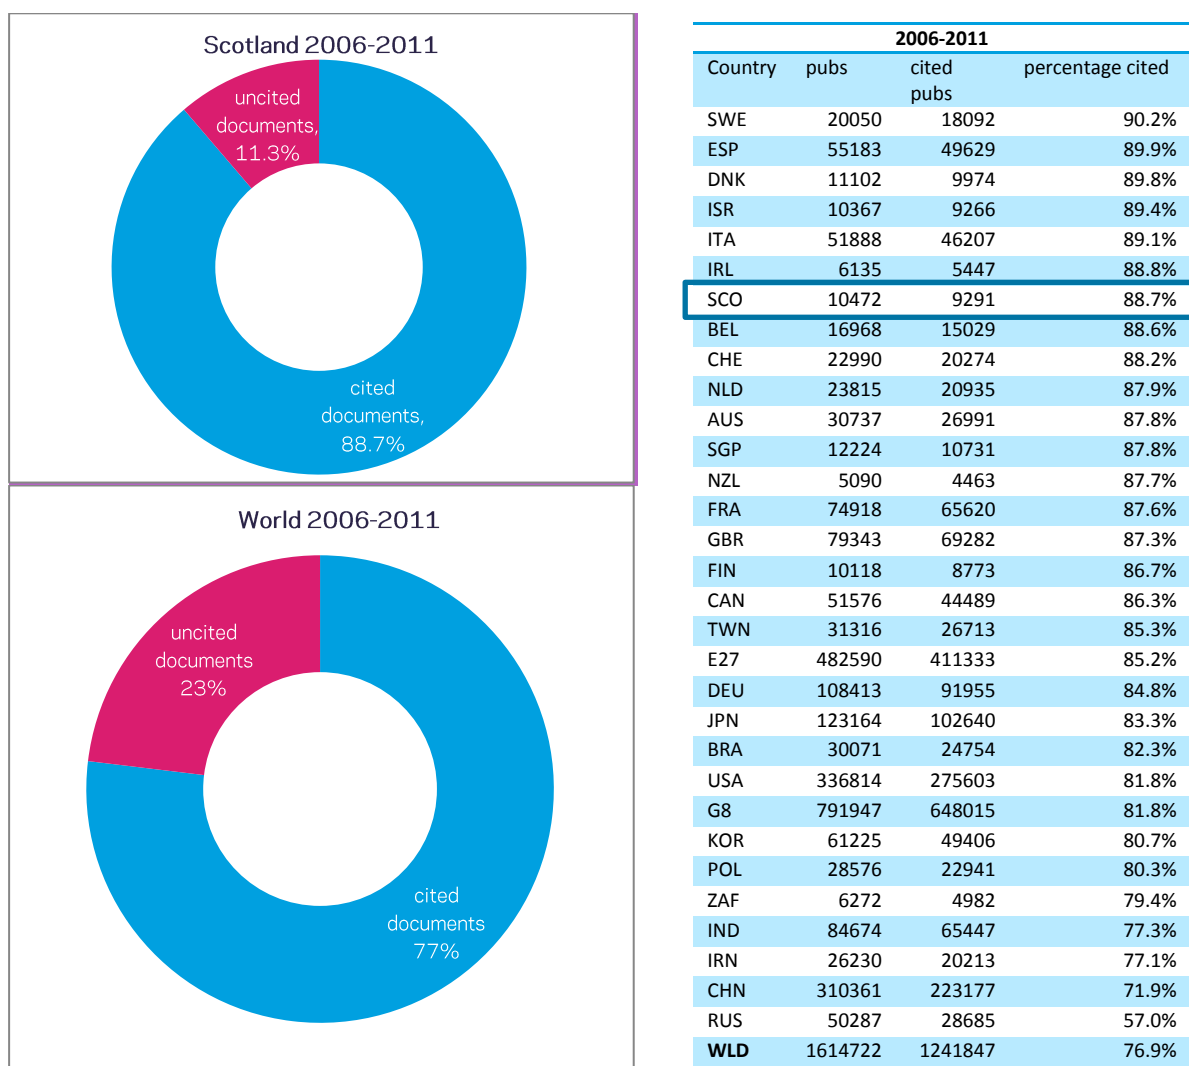 Scotland 2006-2011
uncited
documents,
11.3%
cited
documents,
88.7%
World 2006-2011
uncited
documents
23%
cited
documents
77%
2006-2011
Country pubs cited percentage cited
pubs
SWE 20050 18092 90.2%
ESP 55183 49629 89.9%
DNK 11102 9974 89.8%
ISR 10367 9266 89.4%
ITA 51888 46207 89.1%
IRL 6135 5447 88.8%
SCO 10472 9291 88.7%
BEL 16968 15029 88.6%
CHE 22990 20274 88.2%
NLD 23815 20935 87.9%
AUS 30737 26991 87.8%
SGP 12224 10731 87.8%
NZL 5090 4463 87.7%
FRA 74918 65620 87.6%
GBR 79343 69282 87.3%
FIN 10118 8773 86.7%
CAN 51576 44489 86.3%
TWN 31316 26713 85.3%
E27 482590 411333 85.2%
DEU 108413 91955 84.8%
JPN 123164 102640 83.3%
BRA 30071 24754 82.3%
USA 336814 275603 81.8%
G8 791947 648015 81.8%
KOR 61225 49406 80.7%
POL 28576 22941 80.3%
ZAF 6272 4982 79.4%
IND 84674 65447 77.3%
IRN 26230 20213 77.1%
CHN 310361 223177 71.9%
RUS 50287 28685 57.0%
WLD 1614722 1241847 76.9%